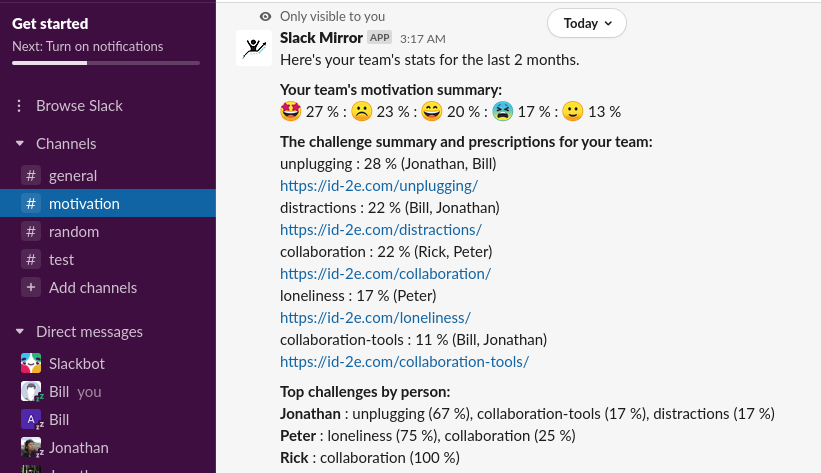 Get started
Next: Turn on notifications
Browse Slack
Channels
# general
# motivation
# random
# test
+ Add channels
Direct messages
Slackbot
Bill you
A Bill
Jonathan
Only visible to you
Today
Slack Mirror APP 3:17 AM
Here's your team's stats for the last 2 months.
Your team's motivation summary:
🤩 27 % : ☹️ 23 % : 😄 20 % : 😫 17 % : 🙂 13 %
The challenge summary and prescriptions for your team:
unplugging : 28 % (Jonathan, Bill)
https://id-2e.com/unplugging/
distractions : 22 % (Bill, Jonathan)
https://id-2e.com/distractions/
collaboration : 22 % (Rick, Peter)
https://id-2e.com/collaboration/
loneliness : 17 % (Peter)
https://id-2e.com/loneliness/
collaboration-tools : 11 % (Bill, Jonathan)
https://id-2e.com/collaboration-tools/
Top challenges by person:
Jonathan : unplugging (67 %), collaboration-tools (17 %), distractions (17 %)
Peter : loneliness (75 %), collaboration (25 %)
Rick : collaboration (100 %)